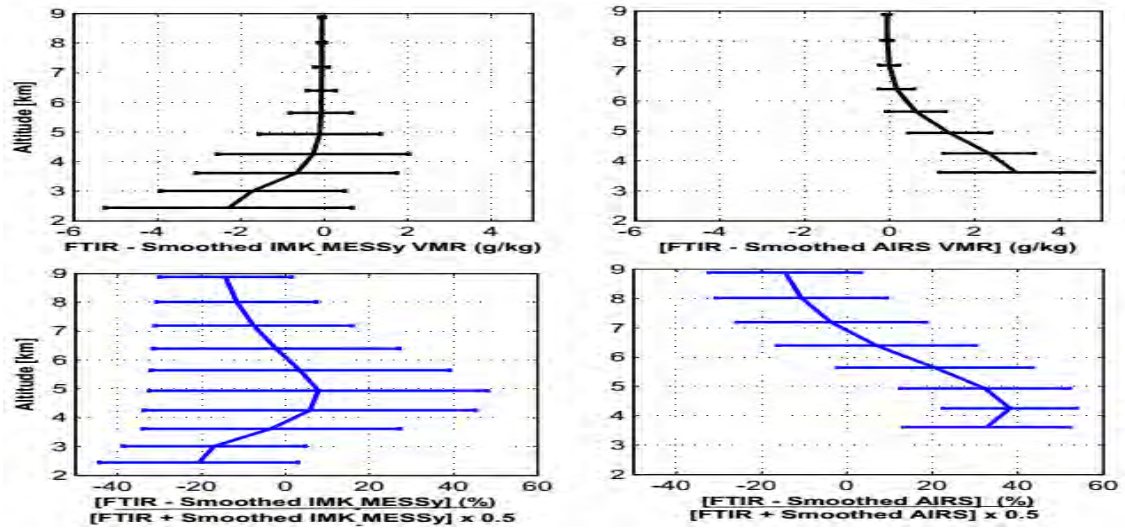 9
8
7
6
5
4
3
2
Altitude [km]
-6 -4 -2 0 2 4 6
FTIR - Smoothed IMK_MESSy VMR (g/kg)
9
8
7
6
5
4
3
2
-6 -4 -2 0 2 4
[FTIR - Smoothed AIRS VMR] (g/kg)
9
8
7
6
5
4
3
2
Altitude [km]
-40 -20 0 20 40 60
[FTIR - Smoothed IMK_MESSy] (%)
[FTIR + Smoothed IMK_MESSy] x 0.5
9
8
7
6
5
4
3
2
-40 -20 0 20 40 60
[FTIR - Smoothed AIRS] (%)
[FTIR + Smoothed AIRS] x 0.5